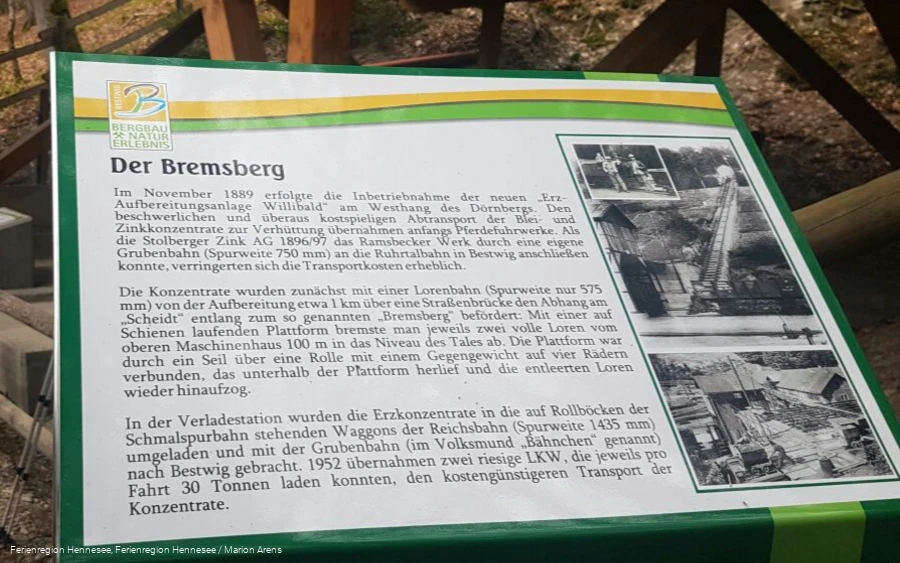 BESTWIG
BERGBAU
NATUR
ERLEBNIS
Der Bremsberg
Im November 1889 erfolgte die Inbetriebnahme der neuen „Erz-
Aufbereitungsanlage Willibald“ am Westhang des Dörnbergs. Den
beschwerlichen und überaus kostspieligen Abtransport der Blei- und
Zinkkonzentrate zur Verhüttung übernahmen anfangs Pferdefuhrwerke. Als
die Stolberger Zink AG 1896/97 das Ramsbecker Werk durch eine eigene
Grubenbahn (Spurweite 750 mm) an die Ruhrtalbahn in Bestwig anschließen
konnte, verringerten sich die Transportkosten erheblich.
Die Konzentrate wurden zunächst mit einer Lorenbahn (Spurweite nur 575
mm) von der Aufbereitung etwa 1 km über eine Straßenbrücke den Abhang am
„Scheidt“ entlang zum so genannten „Bremsberg“ befördert: Mit einer auf
Schienen laufenden Plattform bremste man jeweils zwei volle Loren vom
oberen Maschinenhaus 100 m in das Niveau des Tales ab. Die Plattform war
durch ein Seil über eine Rolle mit einem Gegengewicht auf vier Rädern
verbunden, das unterhalb der Plattform herlief und die entleerten Loren
wieder hinaufzog.
In der Verladestation wurden die Erzkonzentrate in die auf Rollböcken der
Schmalspurbahn stehenden Waggons der Reichsbahn (Spurweite 1435 mm)
umgeladen und mit der Grubenbahn (im Volksmund „Bähnchen“ genannt)
nach Bestwig gebracht. 1952 übernahmen zwei riesige LKW, die jeweils pro
Fahrt 30 Tonnen laden konnten, den kostengünstigeren Transport der
Konzentrate.
Ferienregion Hennesee, Ferienregion Hennesee / Marion Arens